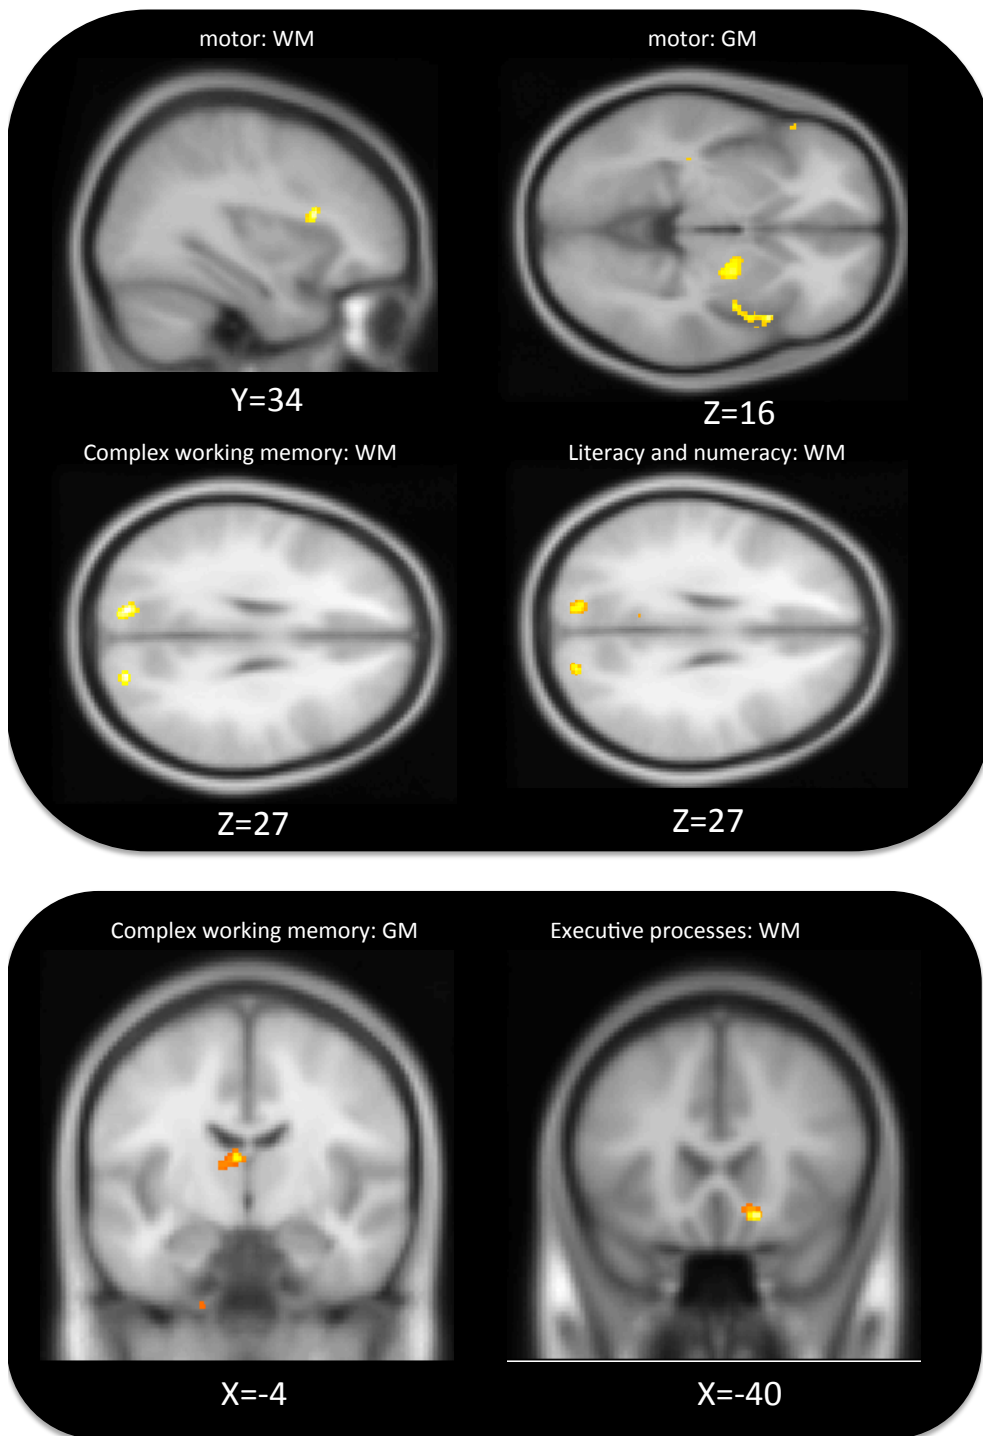 motor: WM
motor: GM
Y=34
Z=16
Complex working memory: WM
Literacy and numeracy: WM
Z=27
Z=27
Complex working memory: GM
Executive processes: WM
X=-4
X=-40